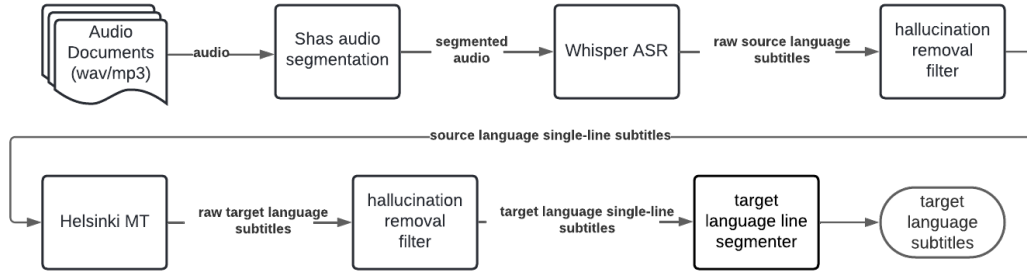 Audio
Documents
(wav/mp3)
audio
Shas audio
segmentation
segmented
audio
Whisper ASR
raw source language
subtitles
hallucination
removal
filter
source language single-line subtitles
Helsinki MT
raw target language
subtitles
hallucination
removal
filter
target language single-line
subtitles
target
language line
segmenter
target
language
subtitles